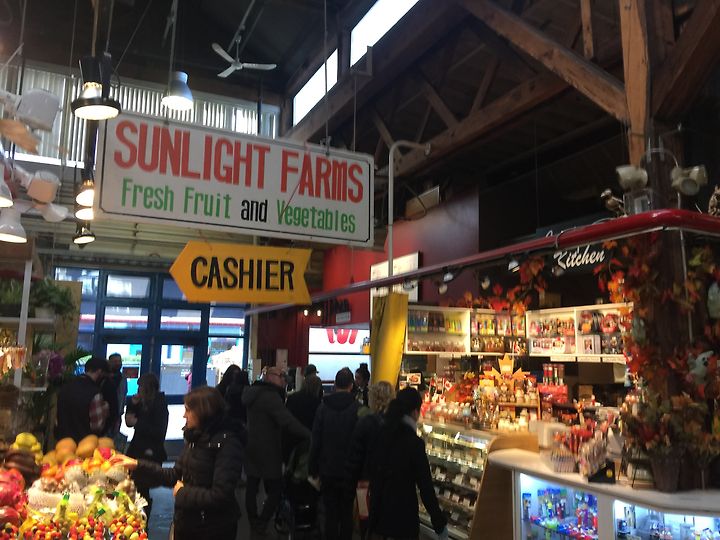 SUNLIGHT FARMS
Fresh Fruit and Vegetables
CASHIER
Kitchen